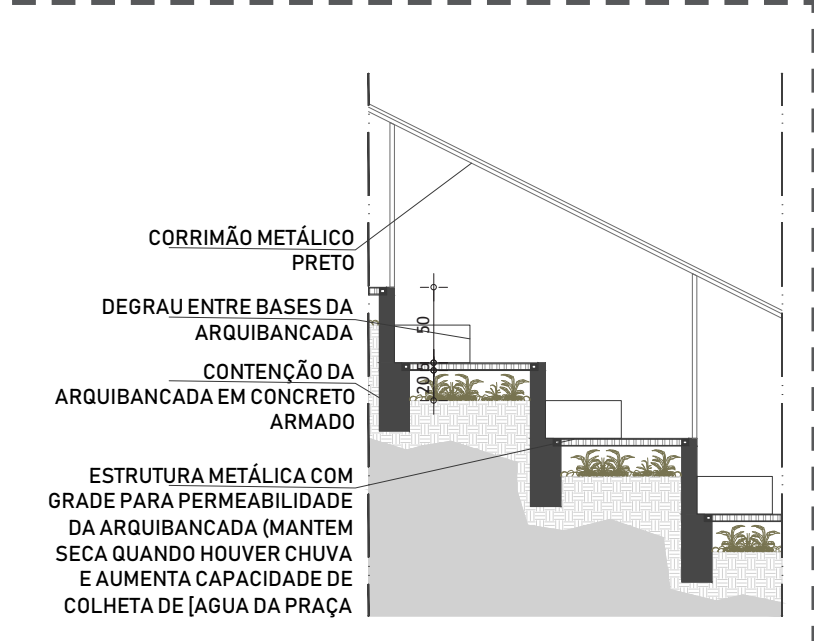 CORRIMÃO METÁLICO
PRETO
DEGRAU ENTRE BASES DA
ARQUIBANCADA
CONTENÇÃO DA
ARQUIBANCADA EM CONCRETO
ARMADO
ESTRUTURA METÁLICA COM
GRADE PARA PERMEABILIDADE
DA ARQUIBANCADA (MANTEM
SECA QUANDO HOUVER CHUVA
E AUMENTA CAPACIDADE DE
COLHETA DE [AGUA DA PRAÇA
50
5
20